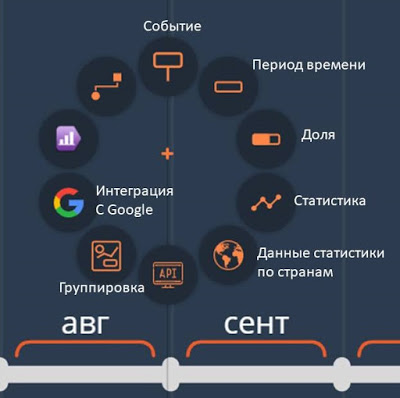 Событие
Период времени
Доля
Статистика
Интеграция
С Google
Данные статистики
по странам
API
Группировка
авг
сент